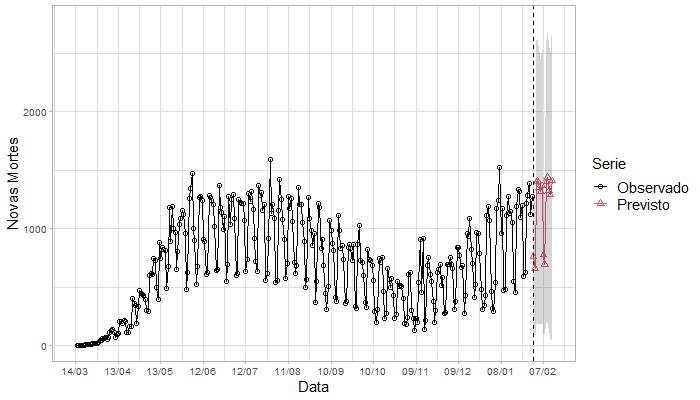 Novas Mortes
2000
1000
0
14/03 13/04 13/05 12/06 12/07 11/08 10/09 10/10 09/11 09/12 08/01 07/02
Data
Serie
Observado
Previsto